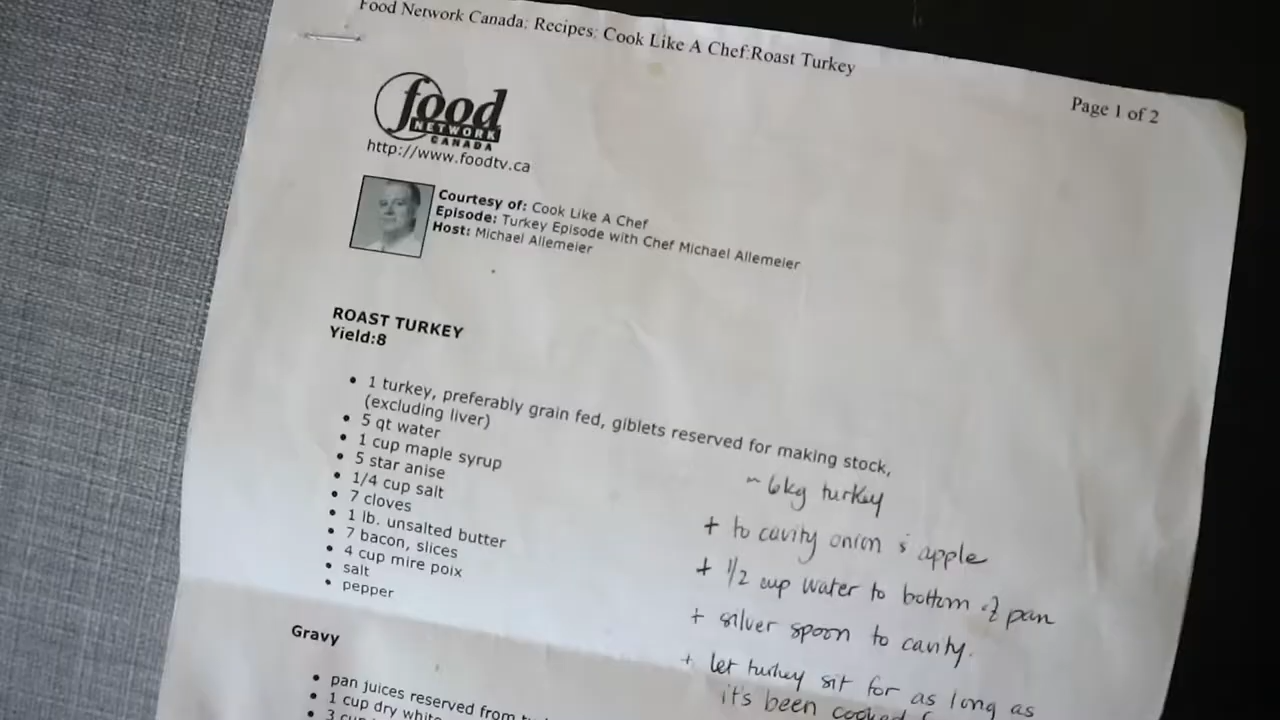 Food Network Canada: Recipes: Cook Like A Chef:Roast Turkey
Page 1 of 2
food
NETWORK
CANADA
http://www.foodtv.ca
Courtesy of: Cook Like A Chef
Episode: Turkey Episode with Chef Michael Allemeier
Host: Michael Allemeier
ROAST TURKEY
Yield:8
• 1 turkey, preferably grain fed, giblets reserved for making stock,
(excluding liver)
• 5 qt water
• 1 cup maple syrup
• 5 star anise
• 1/4 cup salt
• 7 cloves
• 1 lb. unsalted butter
• 7 bacon, slices
• 4 cup mire poix
• salt
• pepper
~ 6kg turkey
+ to cavity onion & apple
+ 1/2 cup water to bottom of pan
+ silver spoon to cavity.
+ let turkey sit for as long as
it's been cooked
Gravy
• pan juices reserved from
• 1 cup dry
• 3 cup